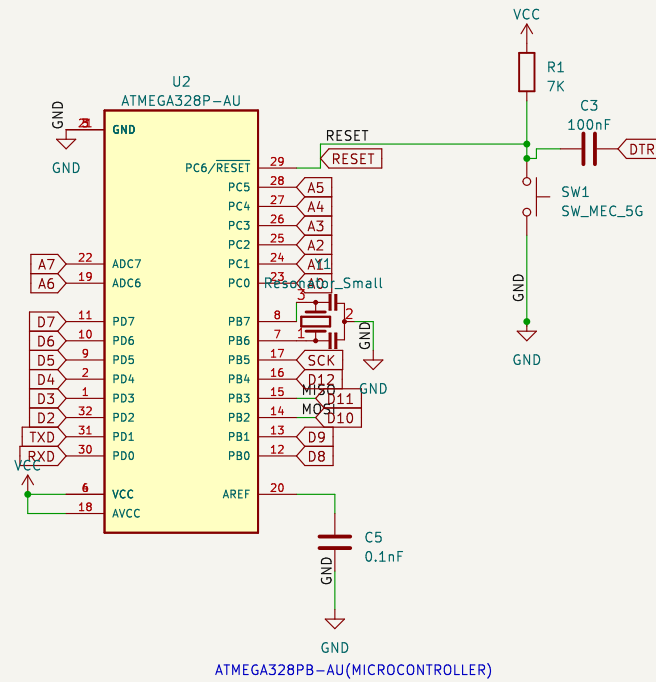 VCC
R1
7K
C3
100nF
DTR
U2
ATMEGA328P-AU
GND
GND
GND
RESET
PC6/RESET
29
RESET
PC5
28
A5
PC4
27
A4
PC3
26
A3
PC2
25
A2
A7
22
ADC7
PC1
24
A1
Y1
A6
19
ADC6
PC0
23
A0
Resonator_Small
SW1
SW_MEC_5G
GND
GND
D7
11
PD7
PB7
8
3
2
D6
10
PD6
PB6
7
1
GND
GND
D5
9
PD5
PB5
17
SCK
D4
2
PD4
PB4
16
D12
D3
1
PD3
PB3
15
MISO
D11
D2
32
PD2
PB2
14
MOSI
D10
TXD
31
PD1
PB1
13
D9
RXD
30
PD0
PB0
12
D8
VCC
6
VCC
AREF
20
18
AVCC
C5
0.1nF
GND
GND
ATMEGA328PB-AU(MICROCONTROLLER)